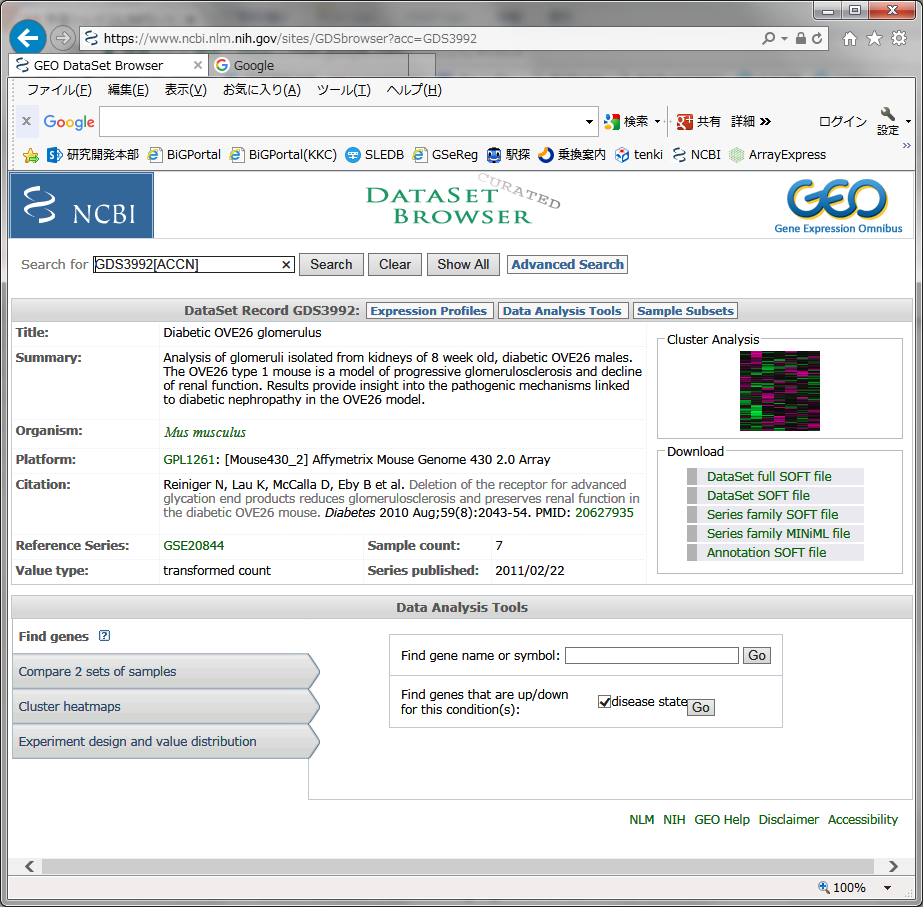 https://www.ncbi.nlm.nih.gov/sites/GDSbrowser?acc=GDS3992
GEO DataSet Browser
Google
ファイル(F) 編集(E) 表示(V) お気に入り(A) ツール(T) ヘルプ(H)
x Google 検索 共有 詳細 » ログイン 設定
研究開発本部 BiGPortal BiGPortal(KKC) SLEDB GSeReg 駅探 乗換案内 tenki NCBI ArrayExpress »
NCBI
DATASET
BROWSER
CURATED
GEO
Gene Expression Omnibus
Search for GDS3992[ACCN] × Search Clear Show All Advanced Search
DataSet Record GDS3992: Expression Profiles Data Analysis Tools Sample Subsets
Title: Diabetic OVE26 glomerulus
Summary: Analysis of glomeruli isolated from kidneys of 8 week old, diabetic OVE26 males.
The OVE26 type 1 mouse is a model of progressive glomerulosclerosis and decline
of renal function. Results provide insight into the pathogenic mechanisms linked
to diabetic nephropathy in the OVE26 model.
Organism: Mus musculus
Platform: GPL1261: [Mouse430_2] Affymetrix Mouse Genome 430 2.0 Array
Citation: Reiniger N, Lau K, McCalla D, Eby B et al. Deletion of the receptor for advanced
glycation end products reduces glomerulosclerosis and preserves renal function in
the diabetic OVE26 mouse. Diabetes 2010 Aug;59(8):2043-54. PMID: 20627935
Reference Series: GSE20844 Sample count: 7
Value type: transformed count Series published: 2011/02/22
Cluster Analysis
Download
DataSet full SOFT file
DataSet SOFT file
Series family SOFT file
Series family MINiML file
Annotation SOFT file
Data Analysis Tools
Find genes ?
Compare 2 sets of samples
Cluster heatmaps
Experiment design and value distribution
Find gene name or symbol: Go
Find genes that are up/down
for this condition(s):
disease state Go
NLM NIH GEO Help Disclaimer Accessibility
100%